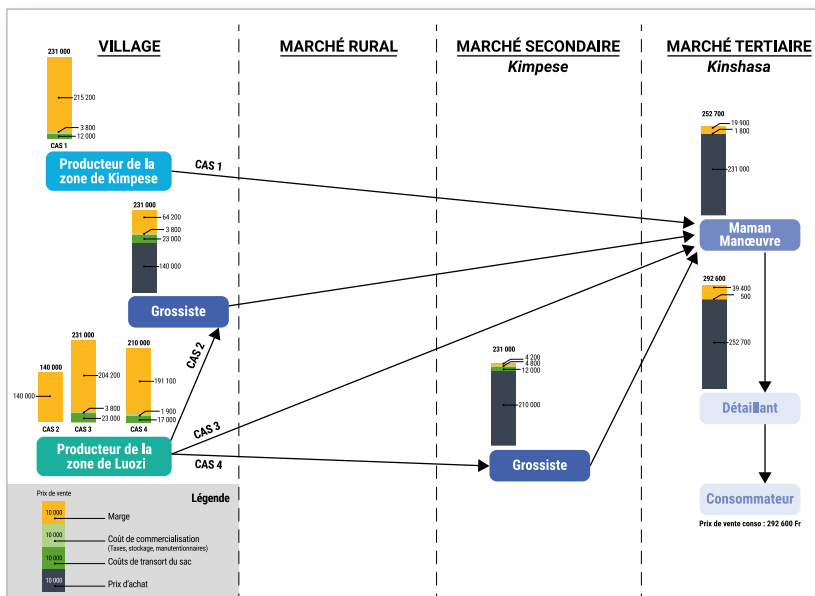 VILLAGE
MARCHÉ RURAL
MARCHÉ SECONDAIRE
Kimpese
MARCHÉ TERTIAIRE
Kinshasa
231 000
215 200
3 800
12 000
CAS 1
Producteur de la
zone de Kimpese
CAS 1
252 700
19 900
1 800
231 000
Maman
Manœuvre
231 000
64 200
3 800
23 000
140 000
Grossiste
CAS 2
292 600
39 400
500
252 700
Détaillant
140 000
140 000
CAS 2
231 000
204 200
3 800
23 000
CAS 3
210 000
191 100
1 900
17 000
CAS 4
Producteur de la
zone de Luozi
CAS 3
CAS 4
231 000
4 200
4 800
12 000
210 000
Grossiste
Consommateur
Prix de vente conso : 292 600 Fr
Légende
Prix de vente
10 000
Marge
10 000
Coût de commercialisation
(Taxes, stockage, manutentionnaires)
10 000
Coûts de transort du sac
10 000
Prix d'achat